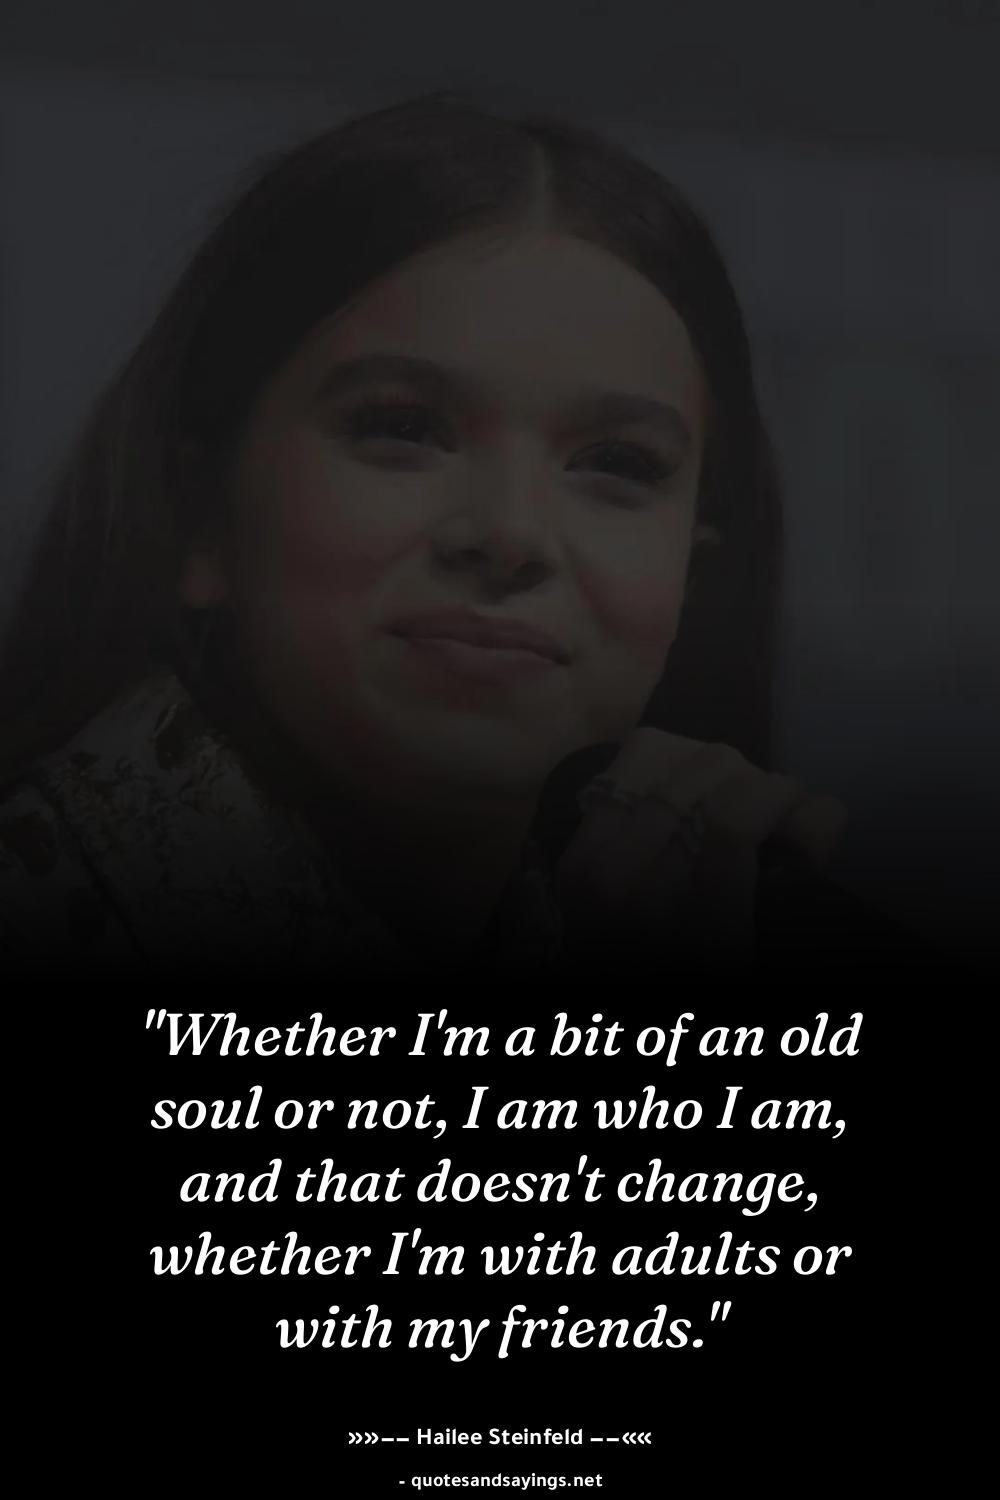 "Whether I'm a bit of an old
soul or not, I am who I am,
and that doesn't change,
whether I'm with adults or
with my friends."
»»−− Hailee Steinfeld −−««
- quotesandsayings.net